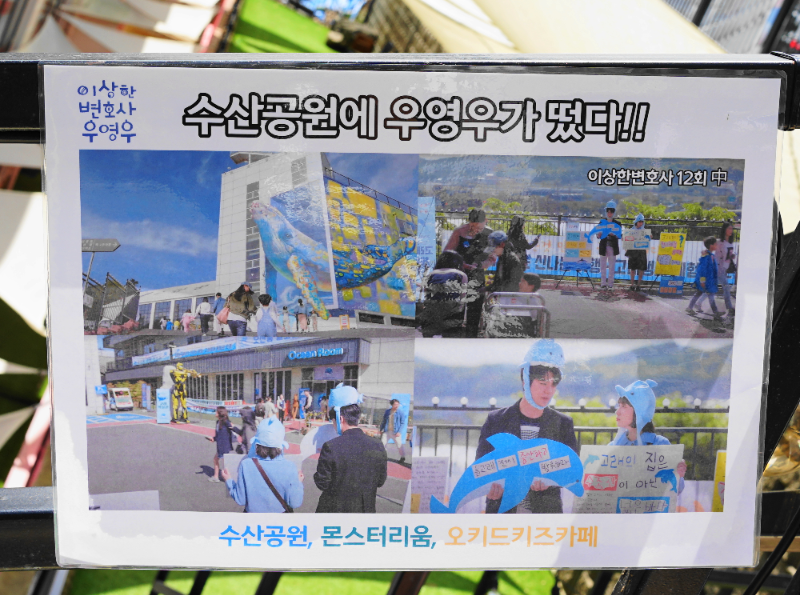 이상한
변호사
우영우
수산공원에 우영우가 떴다!!
이상한변호사 12회 中
Ocean Room
고래의 집은
이 아닌
수산공원, 몬스터리움, 오키드키즈카페